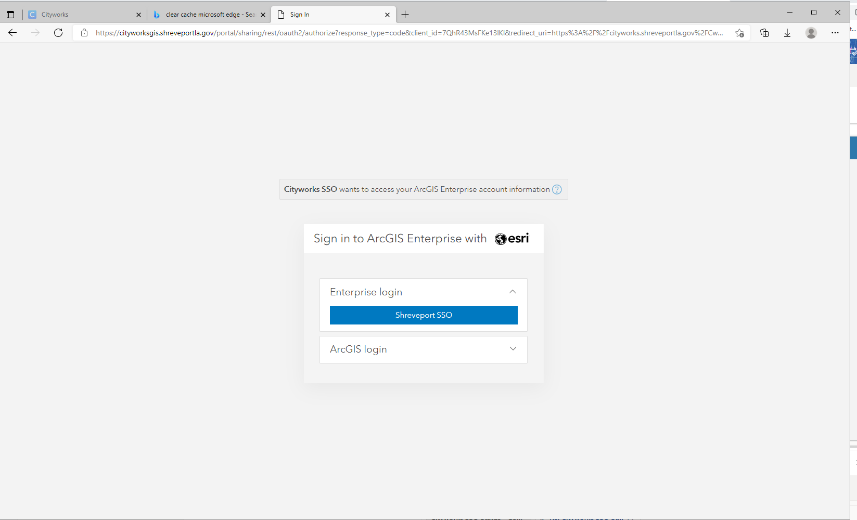 Cityworks
clear cache microsoft edge - Sea
Sign In
https://cityworksgis.shreveportla.gov/portal/sharing/rest/oauth2/authorize?response_type=code&client_id=7QhR4SMsFKe13lKl&redirect_uri=https%3A%2F%2Fcityworks.shreveportla.gov%2FCw...
Cityworks SSO wants to access your ArcGIS Enterprise account information ?
Sign in to ArcGIS Enterprise with esri
Enterprise login
Shreveport SSO
ArcGIS login